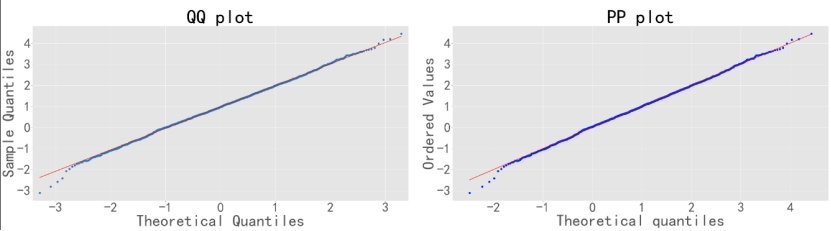 QQ plot
Sample Quantiles
4
3
2
1
0
−1
−2
−3
−3 −2 −1 0 1 2 3
Theoretical Quantiles
PP plot
Ordered Values
4
3
2
1
0
−1
−2
−3
−2 −1 0 1 2 3 4
Theoretical quantiles